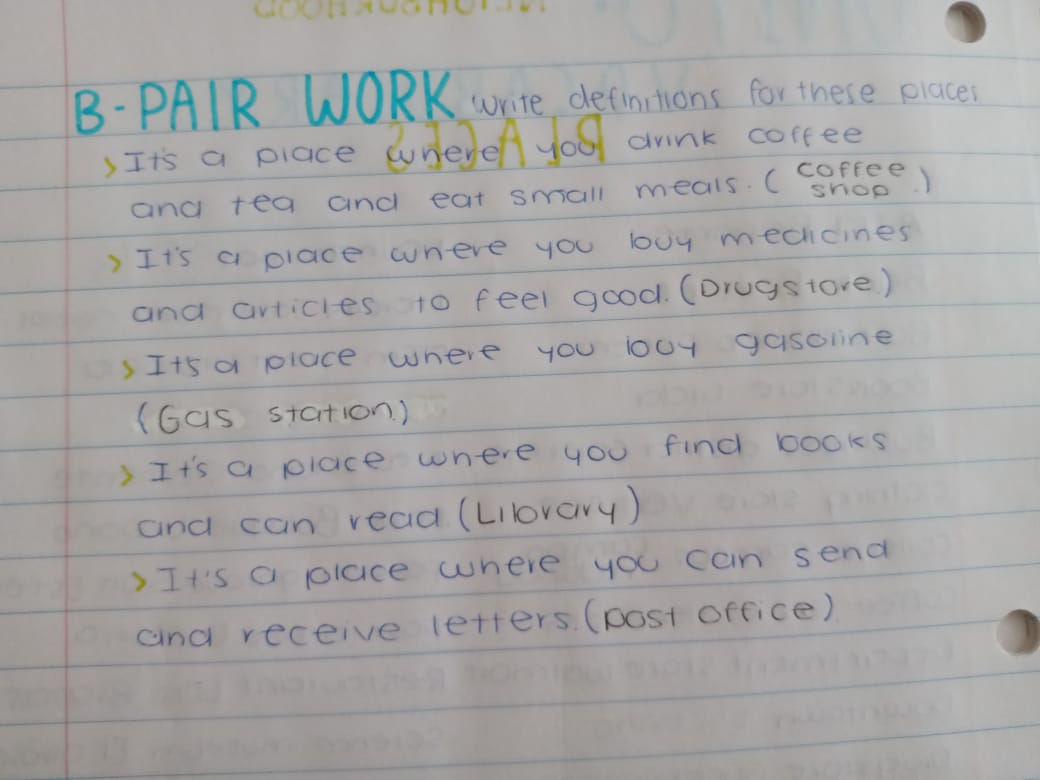 B-PAIR WORK write definitions for these places
> It's a place where you drink coffee
and tea and eat small meals. (coffee shop.)
> It's a place where you buy medicines
and articles to feel good. (Drugstore.)
> It's a place where you buy gasoline
(Gas station.)
> It's a place where you find books
and can read. (Library)
> It's a place where you can send
and receive letters. (post office)